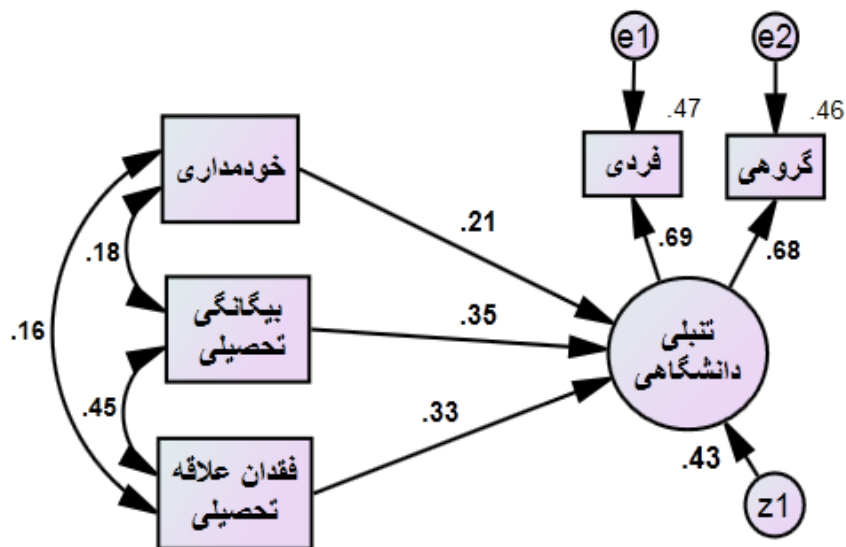 e1
e2
.47
.46
خودمداری
فردی
گروهی
.21
.69
.68
.18
بیگانگی
تحصیلی
.35
تنبلی
دانشگاهی
.16
.45
.33
فقدان علاقه
تحصیلی
.43
z1